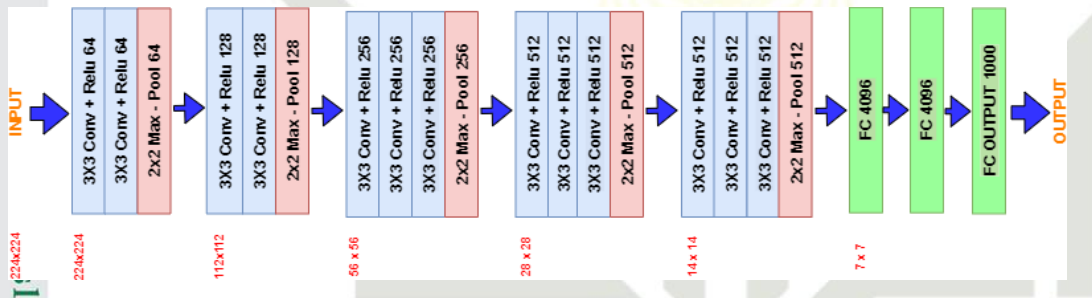 INPUT
3X3 Conv + Relu 64
3X3 Conv + Relu 64
2x2 Max - Pool 64
3X3 Conv + Relu 128
3X3 Conv + Relu 128
2x2 Max - Pool 128
3X3 Conv + Relu 256
3X3 Conv + Relu 256
3X3 Conv + Relu 256
2x2 Max - Pool 256
3X3 Conv + Relu 512
3X3 Conv + Relu 512
3X3 Conv + Relu 512
2x2 Max - Pool 512
3X3 Conv + Relu 512
3X3 Conv + Relu 512
3X3 Conv + Relu 512
2x2 Max - Pool 512
FC 4096
FC 4096
FC OUTPUT 1000
OUTPUT
224x224
224x224
112x112
56 x 56
28 x 28
14 x 14
7 x 7